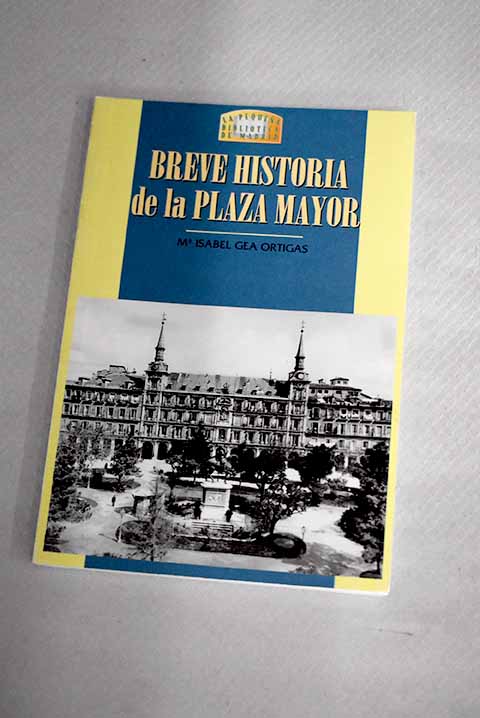 LA PEQUEÑA
BIBLIOTECA
DE MADRID
BREVE HISTORIA
de la PLAZA MAYOR
Mª ISABEL GEA ORTIGAS